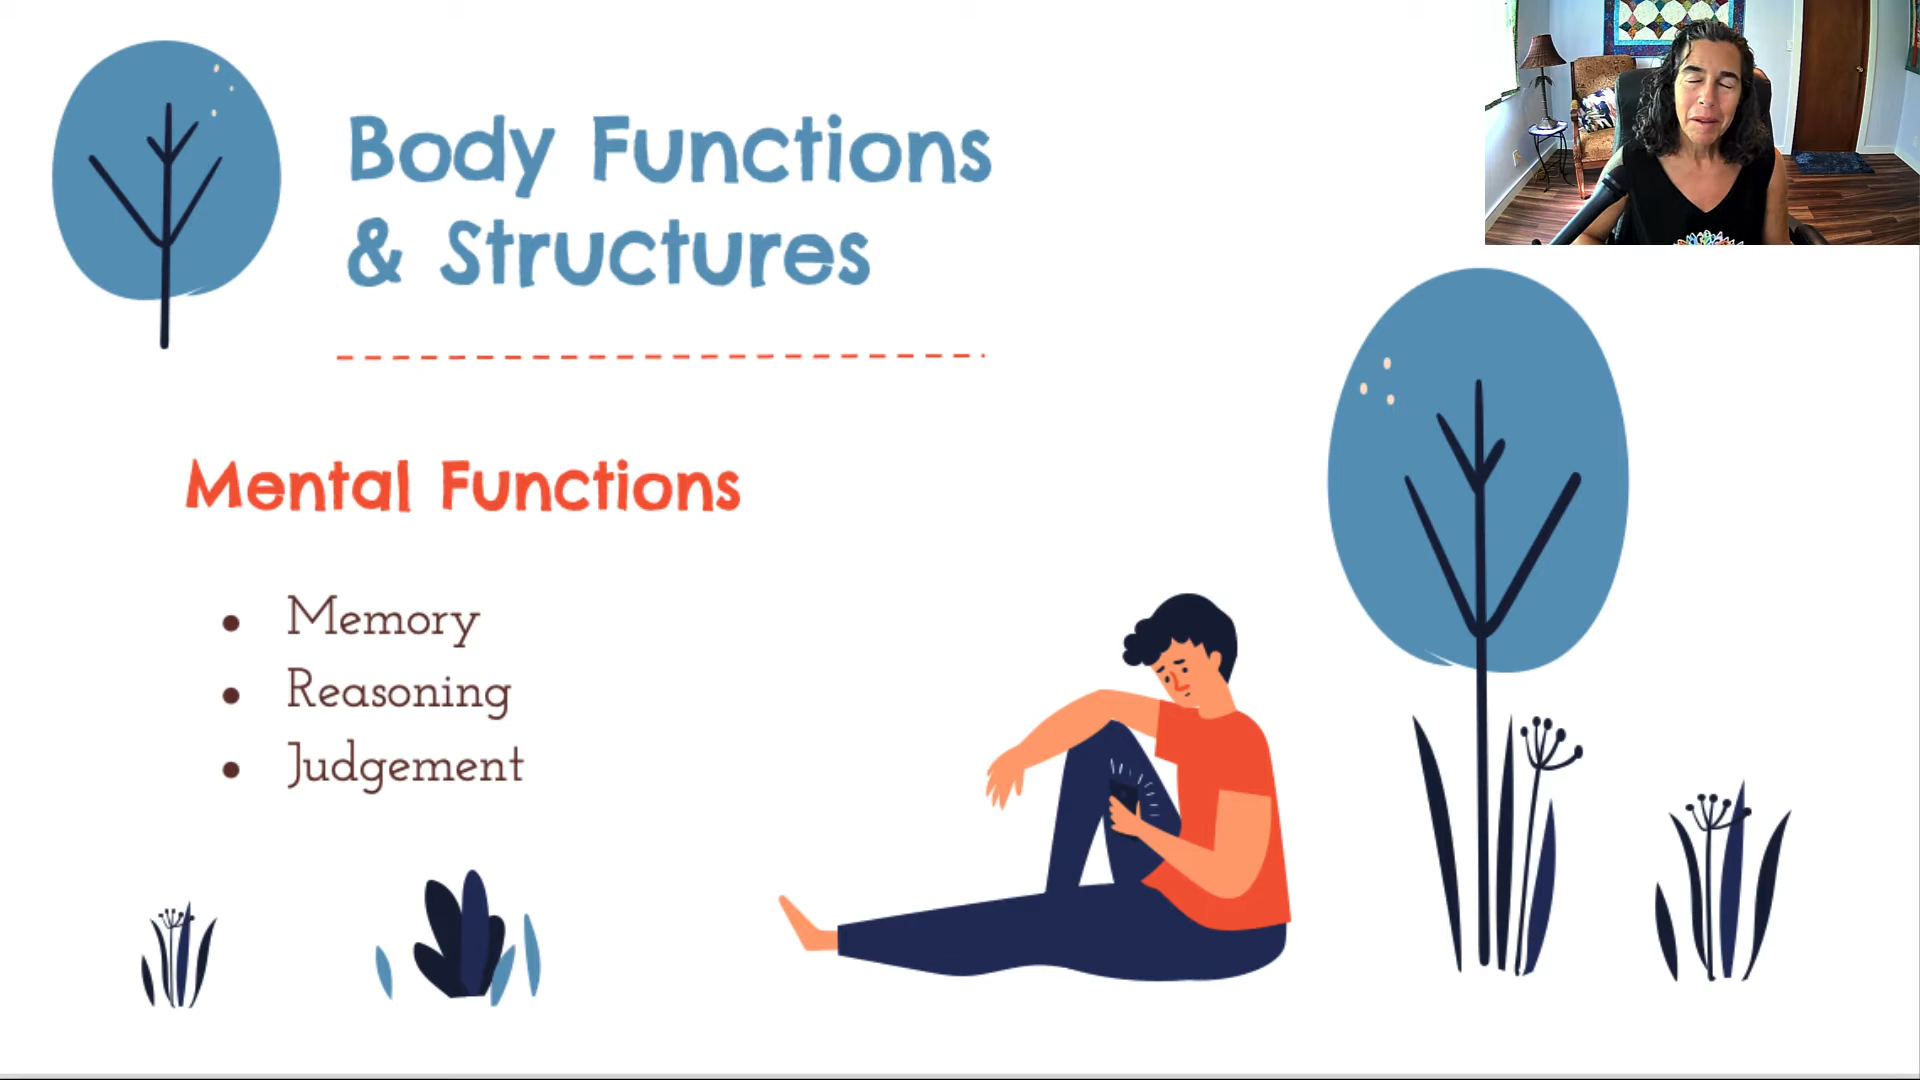 Body Functions
& Structures
Mental Functions
Memory
Reasoning
Judgement